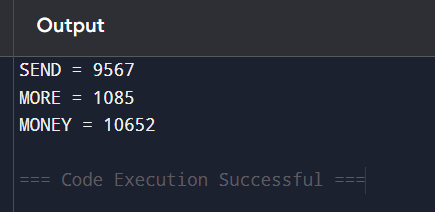 Output
SEND = 9567
MORE = 1085
MONEY = 10652
=== Code Execution Successful ===